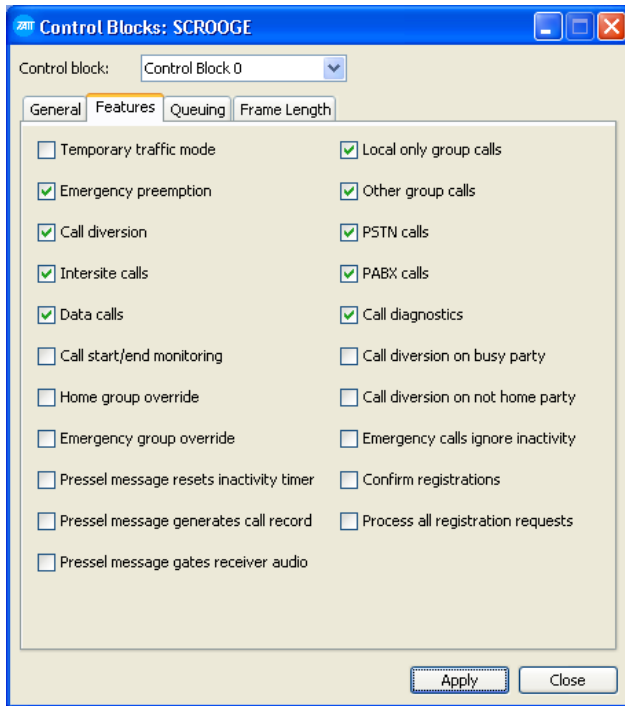 TAIT Control Blocks: SCROOGE
Control block: Control Block 0
General Features Queuing Frame Length
Temporary traffic mode Local only group calls
Emergency preemption Other group calls
Call diversion PSTN calls
Intersite calls PABX calls
Data calls Call diagnostics
Call start/end monitoring Call diversion on busy party
Home group override Call diversion on not home party
Emergency group override Emergency calls ignore inactivity
Pressel message resets inactivity timer Confirm registrations
Pressel message generates call record Process all registration requests
Pressel message gates receiver audio
Apply Close